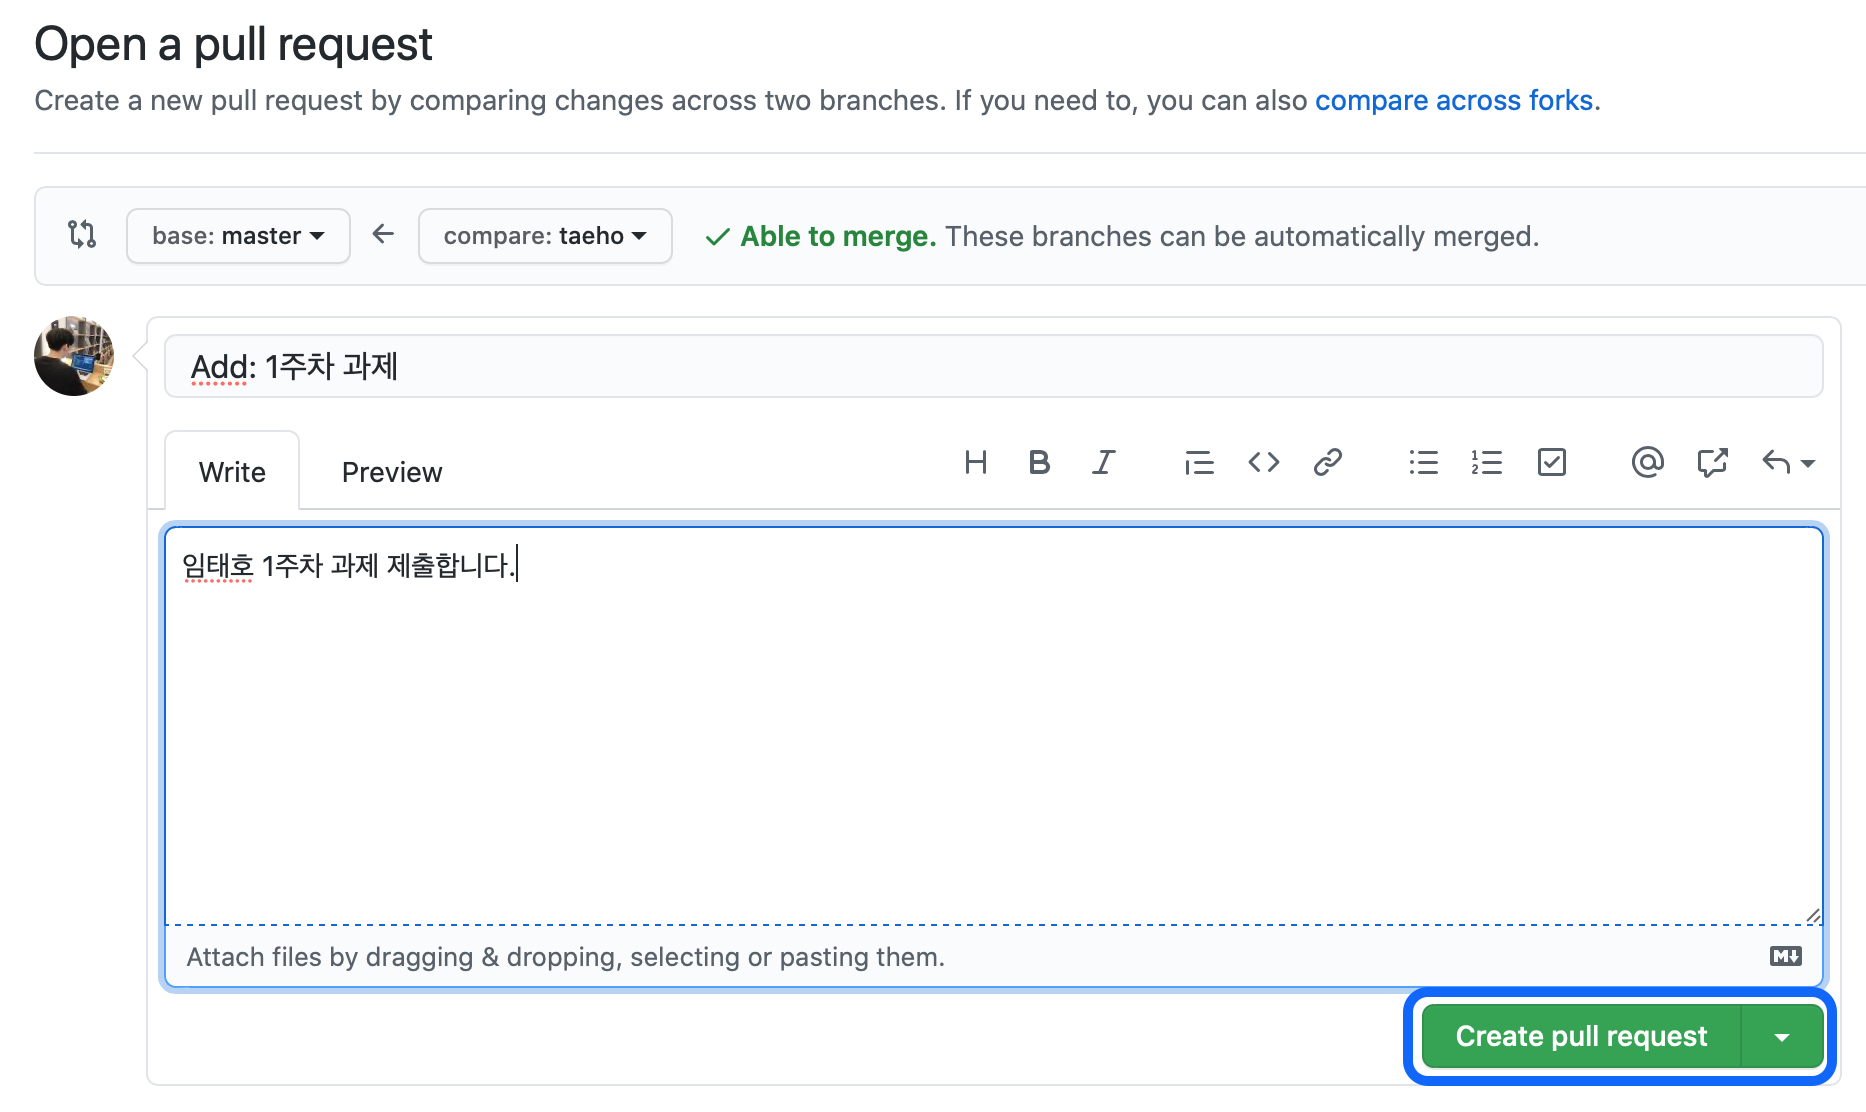 Open a pull request
Create a new pull request by comparing changes across two branches. If you need to, you can also compare across forks.
base: master compare: taeho Able to merge. These branches can be automatically merged.
Add: 1주차 과제
Write Preview
임태호 1주차 과제 제출합니다.
Attach files by dragging & dropping, selecting or pasting them.
Create pull request